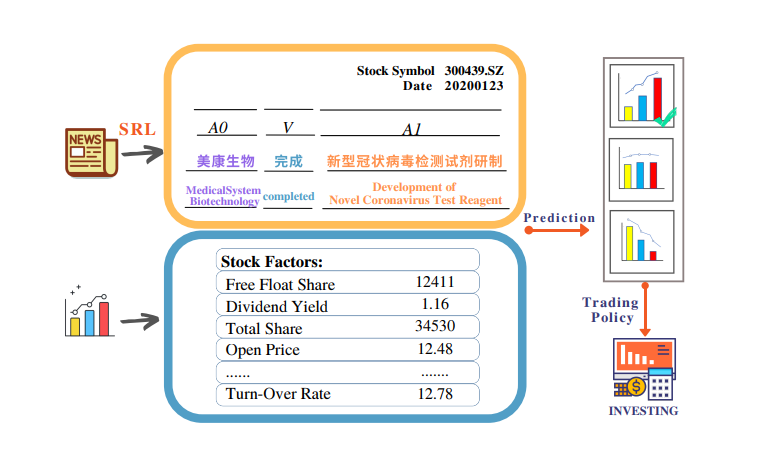 Stock Symbol 300439.SZ
Date 20200123
NEWS
SRL
A0 V A1
美康生物 完成 新型冠状病毒检测试剂研制
MedicalSystem
Biotechnology
completed
Development of
Novel Coronavirus Test Reagent
Prediction
Stock Factors:
Free Float Share 12411
Dividend Yield 1.16
Total Share 34530
Open Price 12.48
...... .......
Turn-Over Rate 12.78
Trading
Policy
INVESTING